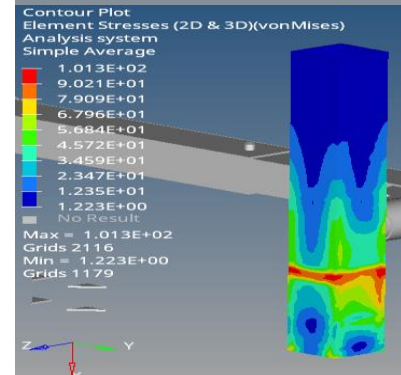 Contour Plot
Element Stresses (2D & 3D)(vonMises)
Analysis system
Simple Average
1.013E+02
9.021E+01
7.909E+01
6.796E+01
5.684E+01
4.572E+01
3.459E+01
2.347E+01
1.235E+01
1.223E+00
No Result
Max = 1.013E+02
Grids 2116
Min = 1.223E+00
Grids 1179
Z
Y